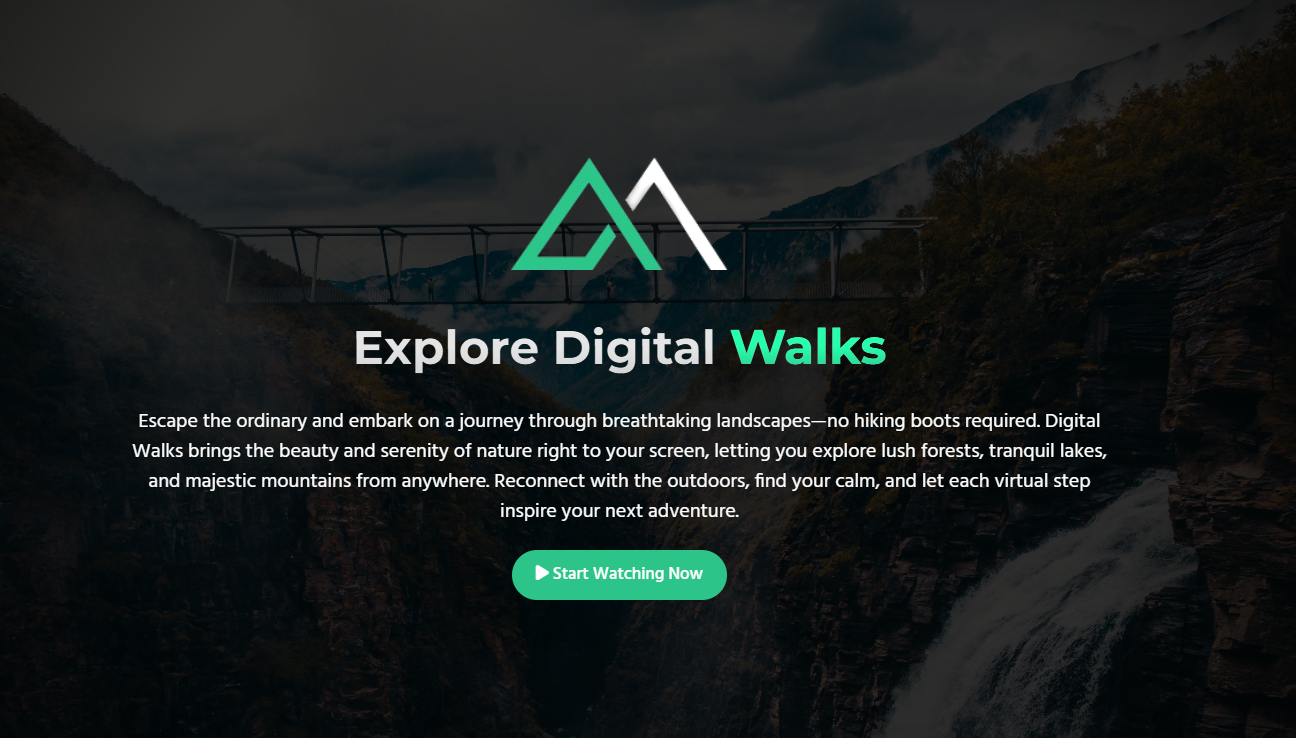 Explore Digital Walks
Escape the ordinary and embark on a journey through breathtaking landscapes—no hiking boots required. Digital
Walks brings the beauty and serenity of nature right to your screen, letting you explore lush forests, tranquil lakes,
and majestic mountains from anywhere. Reconnect with the outdoors, find your calm, and let each virtual step
inspire your next adventure.
Start Watching Now